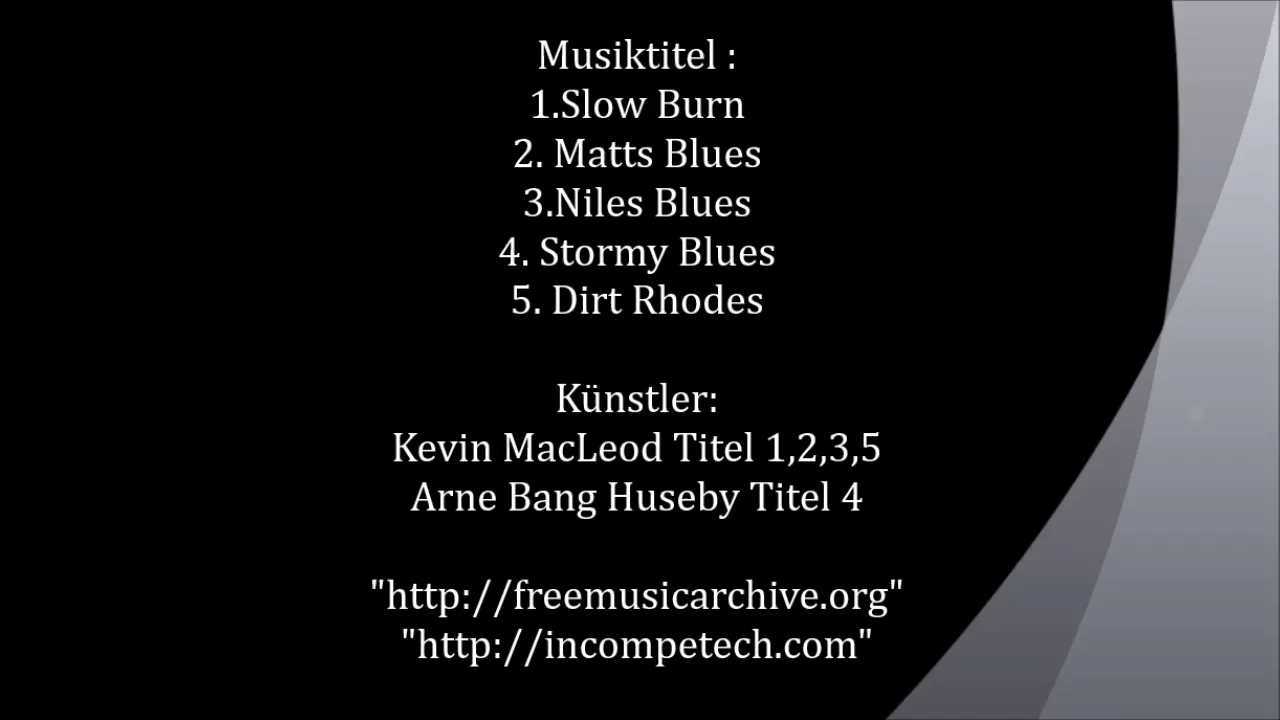 Musiktitel :
1.Slow Burn
2. Matts Blues
3.Niles Blues
4. Stormy Blues
5. Dirt Rhodes
Künstler:
Kevin MacLeod Titel 1,2,3,5
Arne Bang Huseby Titel 4
"http://freemusicarchive.org"
"http://incompetech.com"